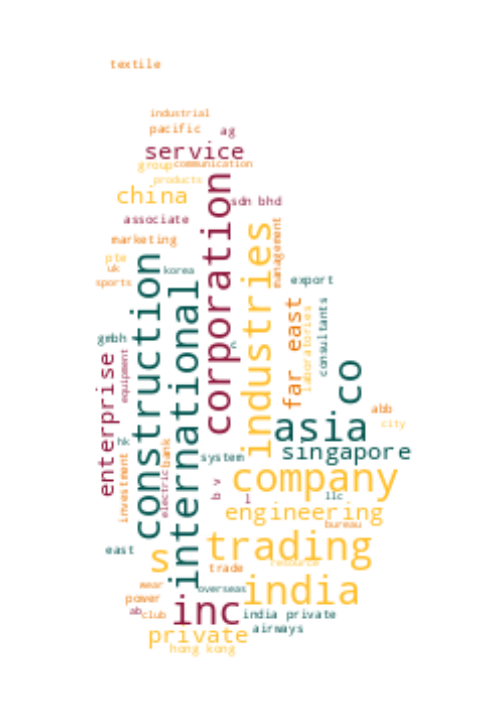 textile
industrial
pacific
ag
service
group
communication
products
china
sdn bhd
associate
corporation
marketing
industries
management
pte
uk
korea
sports
construction
international
export
far east
laboratories
consultants
gmbh
c
equipment
enterprise
co
abb
city
asia
hk
bank
singapore
system
investment
electric
b v
company
l
llc
engineering
bureau
east
s
trading
resource
trade
wear
overseas
india
power
ab
club
inc
india private
airways
private
hong kong